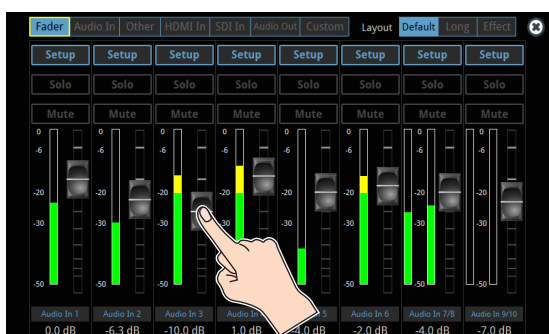 Fader Audio In Other HDMI In SDI In Audio Out Custom Layout Default Long Effect
Setup Setup Setup Setup Setup Setup Setup Setup
Solo Solo Solo Solo Solo Solo Solo Solo
Mute Mute Mute Mute Mute Mute Mute Mute
0 0 0 0 0 0 0 0
-6 -6 -6 -6 -6 -6 -6 -6
-20 -20 -20 -20 -20 -20 -20 -20
-30 -30 -30 -30 -30 -30 -30
-50 -50 -50 -50 -50 -50 -50
Audio In 1 Audio In 2 Audio In 3 Audio 5 Audio In 6 Audio In 7/8 Audio In 9/10
0.0 dB -6.3 dB -10.0 dB 1.0 dB -4.0 dB -2.0 dB -4.0 dB -7.0 dB